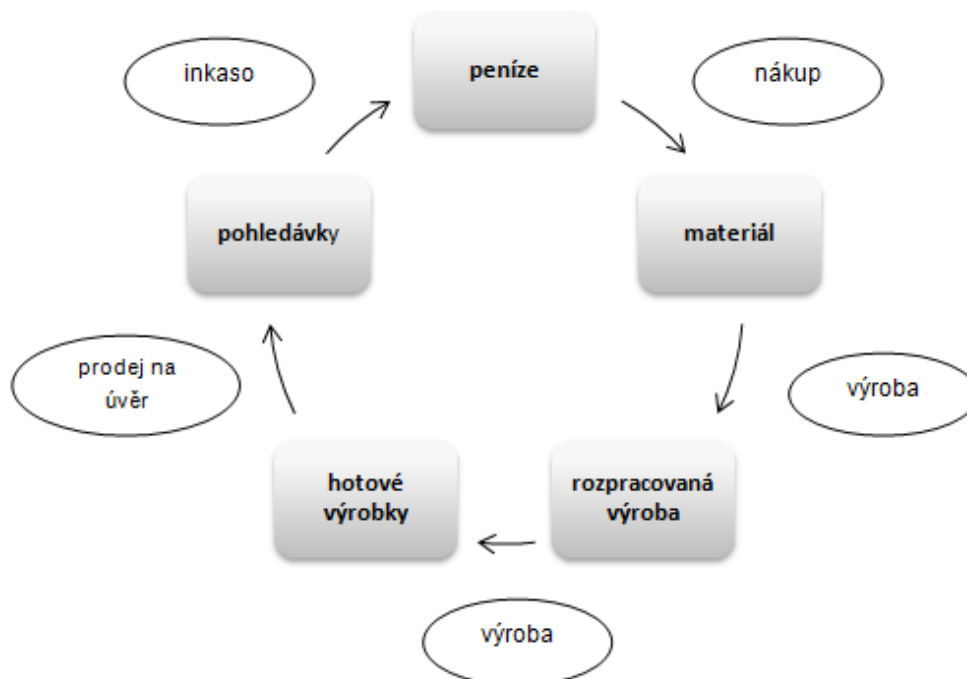 inkaso
peníze
nákup
pohledávky
materiál
prodej na
úvěr
výroba
hotové
výrobky
rozpracovaná
výroba
výroba